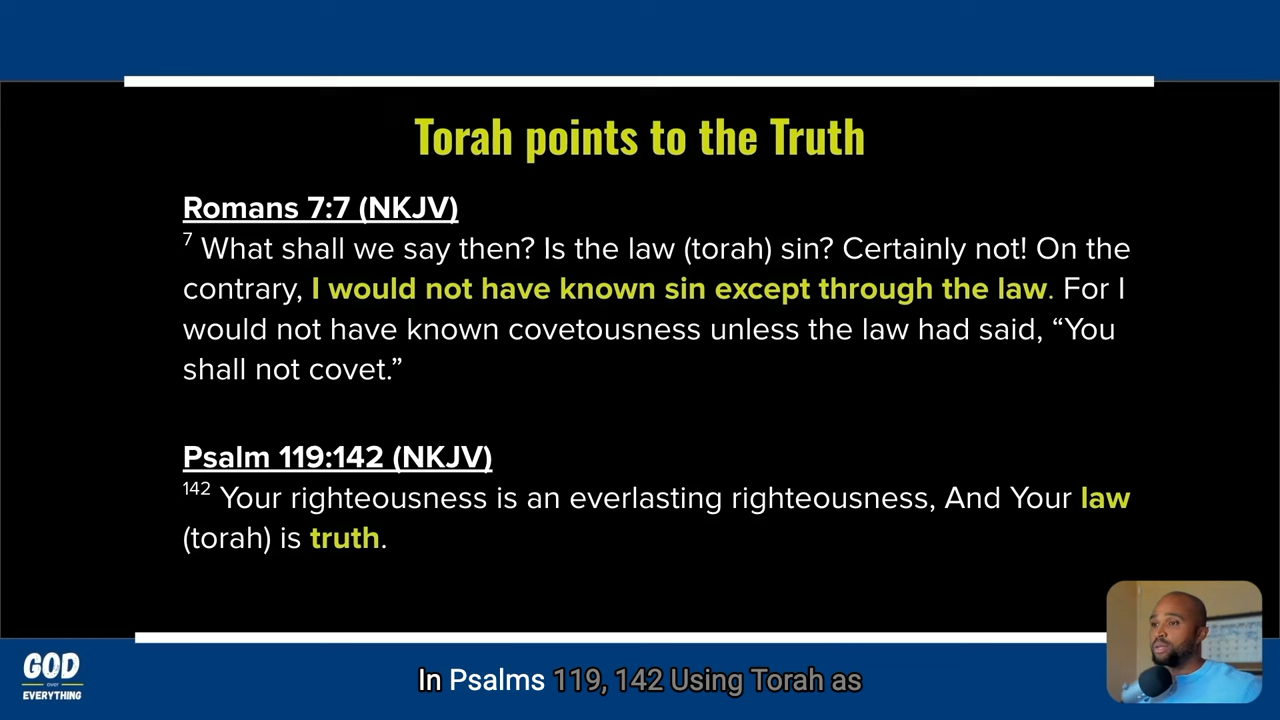 Torah points to the Truth
Romans 7:7 (NKJV)
7 What shall we say then? Is the law (torah) sin? Certainly not! On the
contrary, I would not have known sin except through the law. For I
would not have known covetousness unless the law had said, “You
shall not covet.”
Psalm 119:142 (NKJV)
142 Your righteousness is an everlasting righteousness, And Your law
(torah) is truth.
GOD
OVER
EVERYTHING
In Psalms 119, 142 Using Torah as